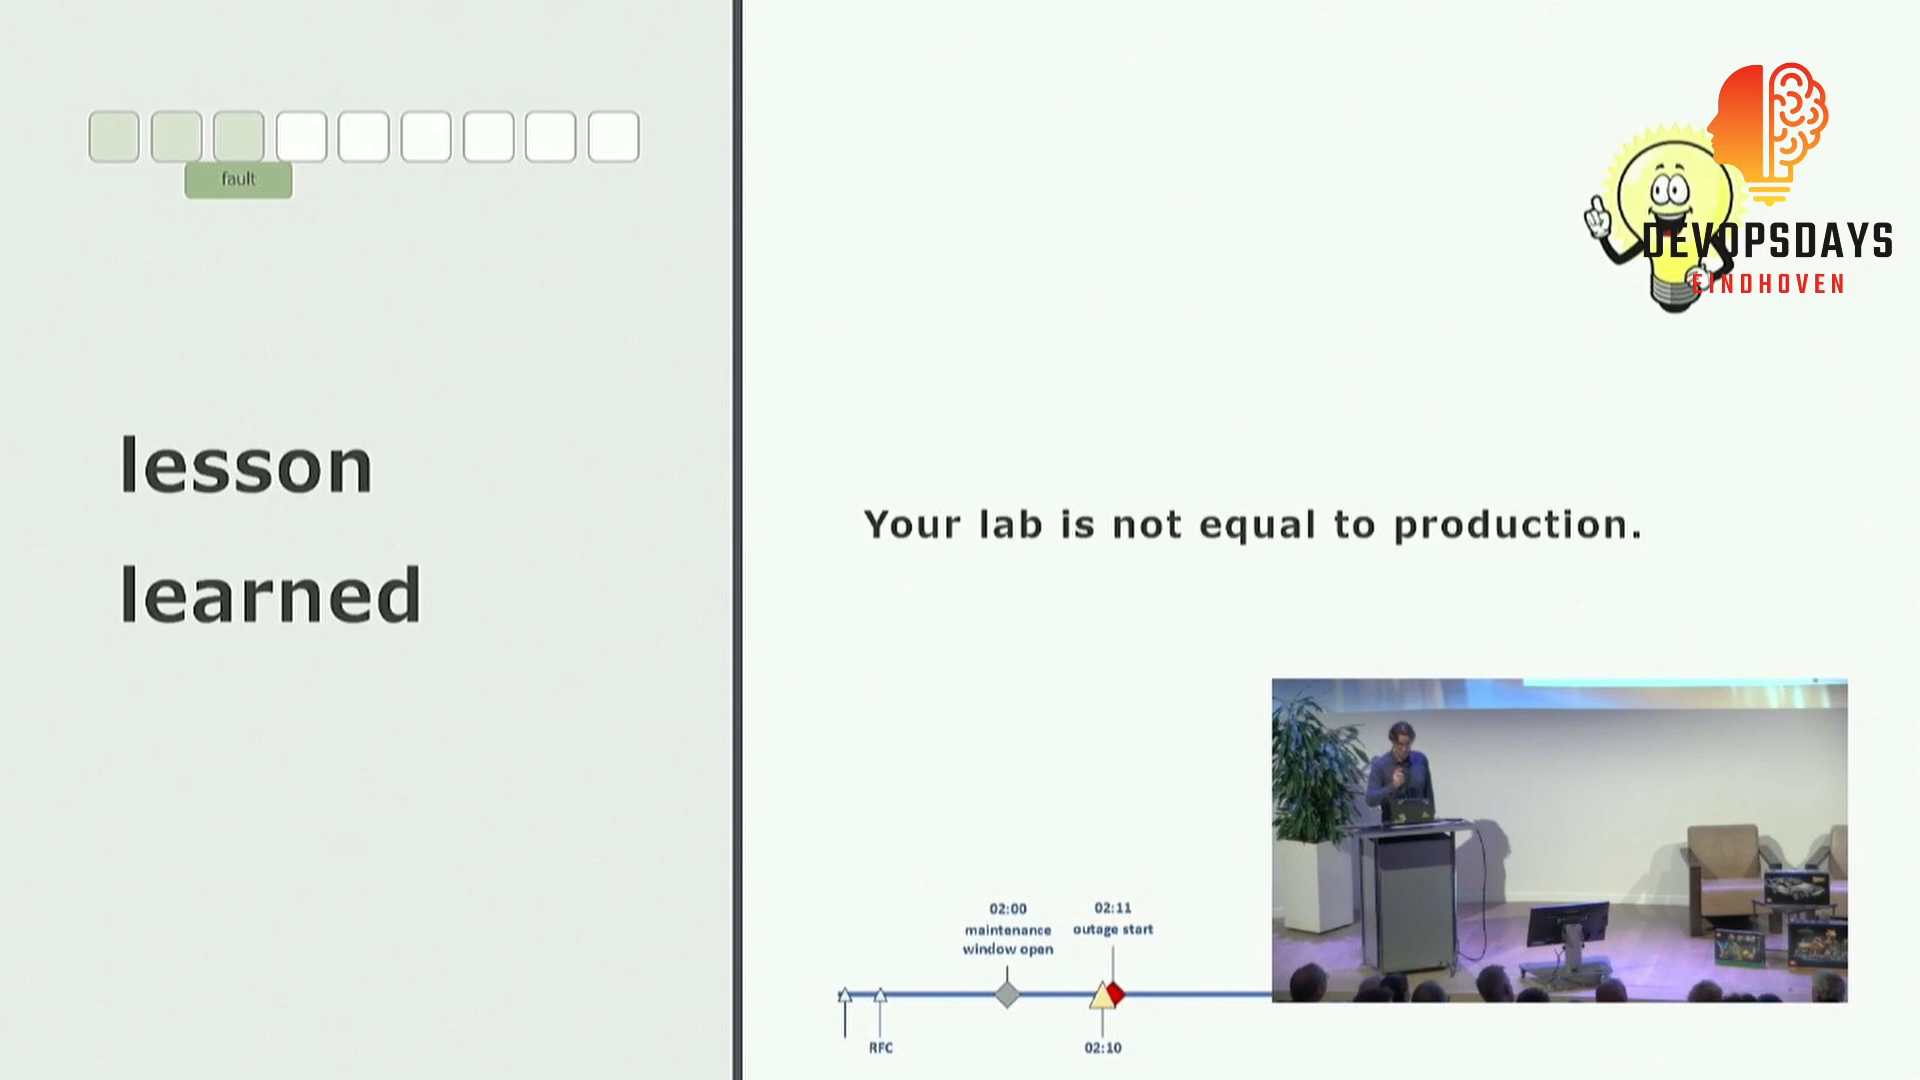 fault
lesson
learned
DEVOPSDAYS
EINDHOVEN
Your lab is not equal to production.
02:00
maintenance
window open
02:11
outage start
RFC
02:10